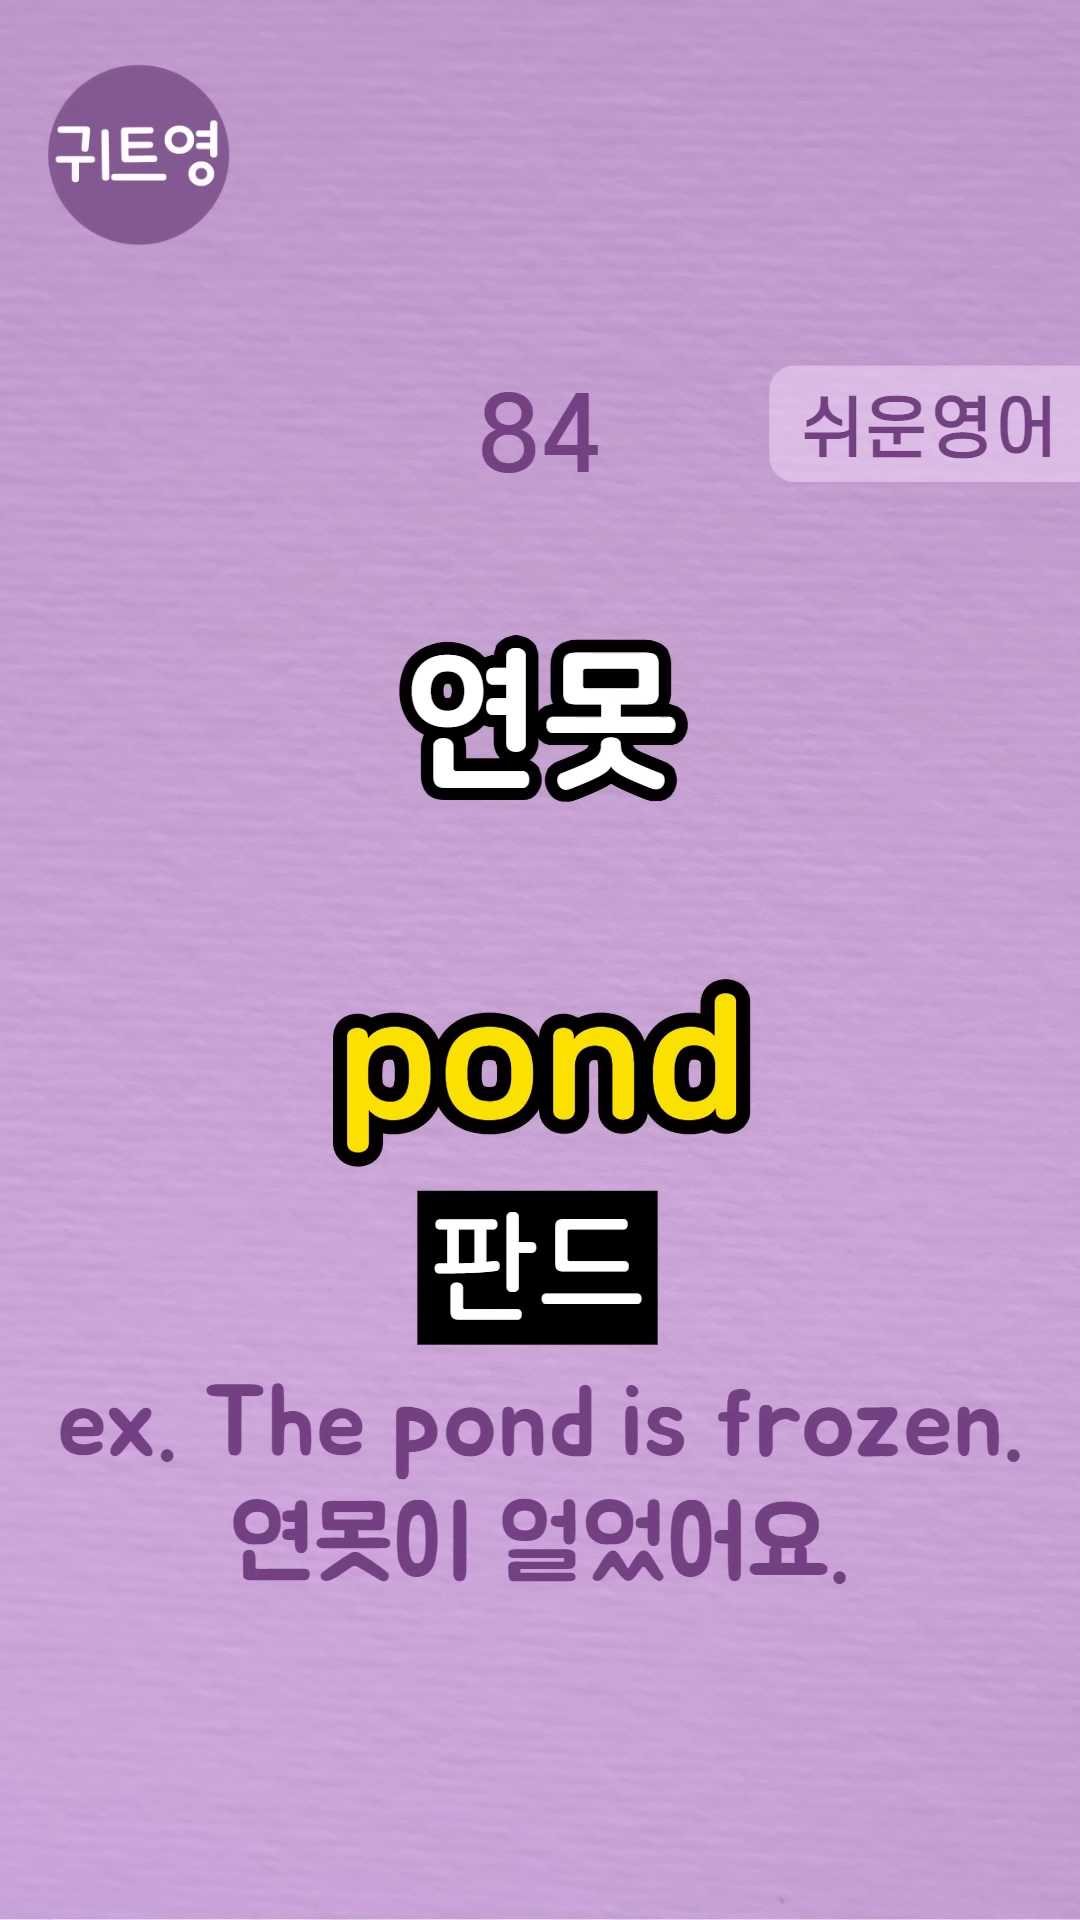 귀트영
84
쉬운영어
연못
pond
판드
ex. The pond is frozen.
연못이 얼었어요.